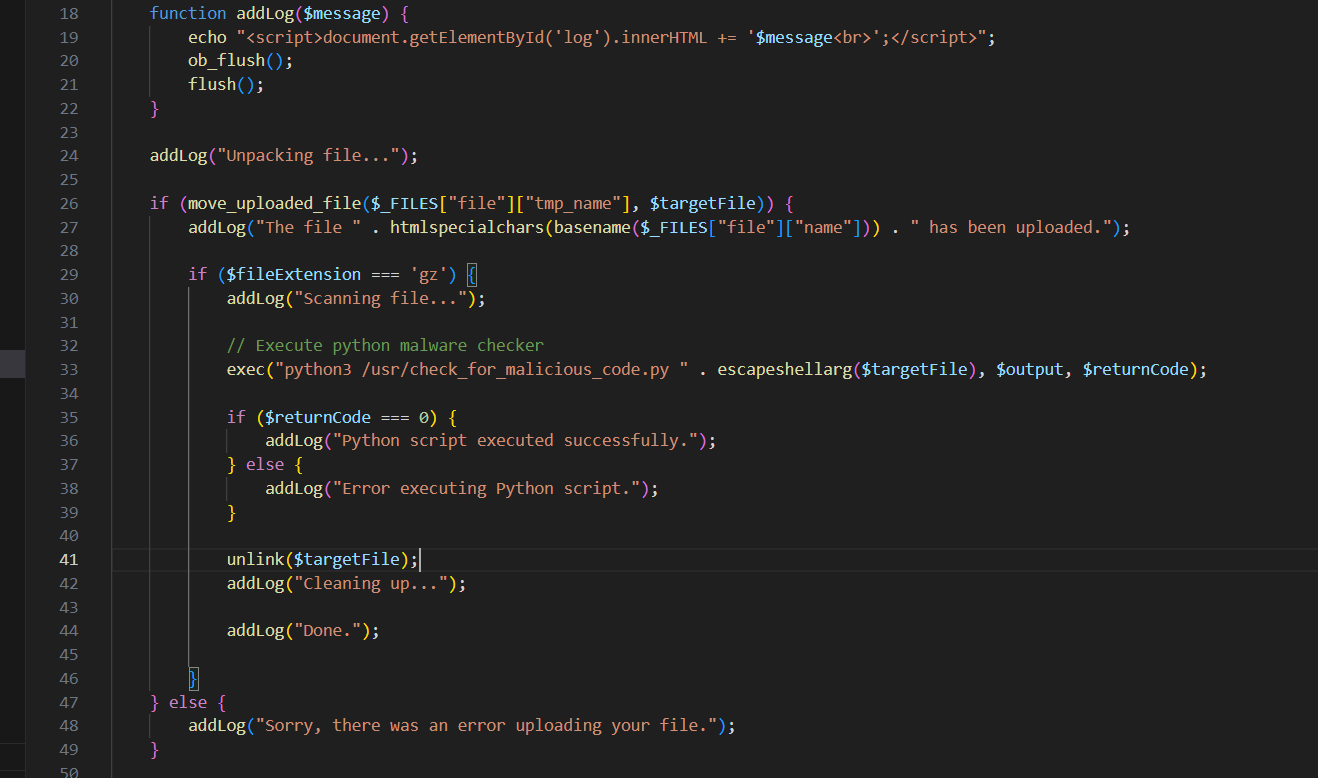 18 function addLog($message) {
19 echo "<script>document.getElementById('log').innerHTML += '$message<br>';</script>";
20 ob_flush();
21 flush();
22 }
23
24 addLog("Unpacking file...");
25
26 if (move_uploaded_file($_FILES["file"]["tmp_name"], $targetFile)) {
27 addLog("The file " . htmlspecialchars(basename($_FILES["file"]["name"])) . " has been uploaded.");
28
29 if ($fileExtension === 'gz') {
30 addLog("Scanning file...");
31
32 // Execute python malware checker
33 exec("python3 /usr/check_for_malicious_code.py " . escapeshellarg($targetFile), $output, $returnCode);
34
35 if ($returnCode === 0) {
36 addLog("Python script executed successfully.");
37 } else {
38 addLog("Error executing Python script.");
39 }
40
41 unlink($targetFile);
42 addLog("Cleaning up...");
43
44 addLog("Done.");
45
46 }
47 } else {
48 addLog("Sorry, there was an error uploading your file.");
49 }
50